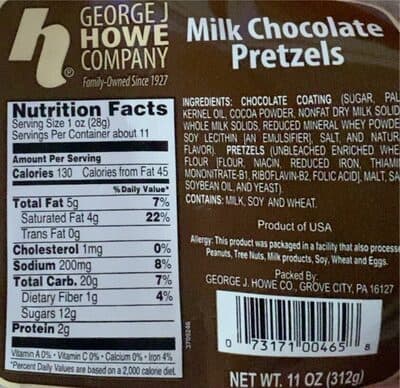 h®
GEORGE J
HOWE
COMPANY
Family-Owned Since 1927
Milk Chocolate
Pretzels
Nutrition Facts
Serving Size 1 oz (28g)
Servings Per Container about 11
Amount Per Serving
Calories 130 Calories from Fat 45
% Daily Value*
Total Fat 5g 7%
Saturated Fat 4g 22%
Trans Fat 0g
Cholesterol 1mg 0%
Sodium 200mg 8%
Total Carb. 20g 7%
Dietary Fiber 1g 4%
Sugars 12g
Protein 2g
Vitamin A 0% • Vitamin C 0% • Calcium 0% • Iron 4%
*Percent Daily Values are based on a 2,000 calorie diet.
INGREDIENTS: CHOCOLATE COATING (SUGAR, PAL
KERNEL OIL, COCOA POWDER, NONFAT DRY MILK SOLID
WHOLE MILK SOLIDS, REDUCED MINERAL WHEY POWDE
SOY LECITHIN [AN EMULSIFIER], SALT AND NATUR
FLAVOR). PRETZELS (UNBLEACHED ENRICHED WHE
FLOUR [FLOUR, NIACIN, REDUCED IRON, THIAMI
MONONITRATE-B1, RIBOFLAVIN-B2, FOLIC ACID], MALT, SA
SOYBEAN OIL, AND YEAST).
CONTAINS: MILK, SOY AND WHEAT.
Product of USA
Allergy: This product was packaged in a facility that also processe
Peanuts, Tree Nuts, Milk products, Soy, Wheat and Eggs.
Packed By:
GEORGE J. HOWE CO., GROVE CITY, PA 16127
0 73171 00465 8
NET WT. 11 OZ (312g)